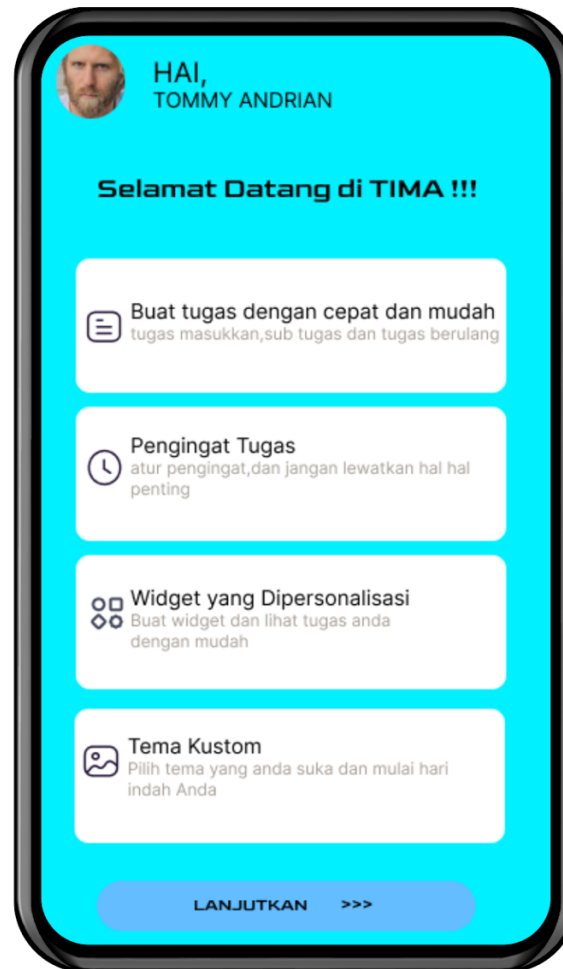 HAI,
TOMMY ANDRIAN
Selamat Datang di TIMA !!!
Buat tugas dengan cepat dan mudah
tugas masukkan,sub tugas dan tugas berulang
Pengingat Tugas
atur pengingat,dan jangan lewatkan hal hal
penting
Widget yang Dipersonalisasi
Buat widget dan lihat tugas anda
dengan mudah
Tema Kustom
Pilih tema yang anda suka dan mulai hari
indah Anda
LANJUTKAN >>>